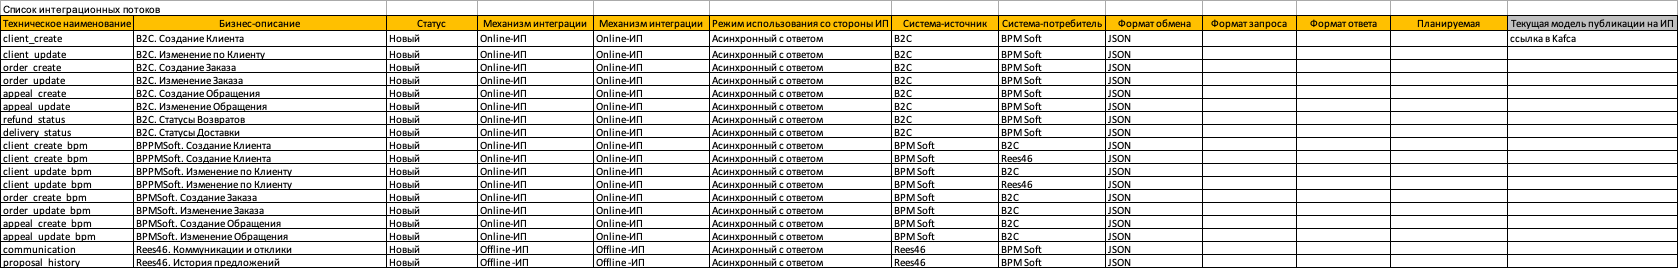 Список интеграционных потоков
Техническое наименование Бизнес-описание Статус Механизм интеграции Механизм интеграции Режим использования со стороны ИП Система-источник Система-потребитель Формат обмена Формат запроса Формат ответа Планируемая Текущая модель публикации на ИП
client_create B2C. Создание Клиента Новый Online-ИП Online-ИП Асинхронный с ответом B2C BPM Soft JSON ссылка в Kafca
client_update B2C. Изменение по Клиенту Новый Online-ИП Online-ИП Асинхронный с ответом B2C BPM Soft JSON
order_create B2C. Создание Заказа Новый Online-ИП Online-ИП Асинхронный с ответом B2C BPM Soft JSON
order_update B2C. Изменение Заказа Новый Online-ИП Online-ИП Асинхронный с ответом B2C BPM Soft JSON
appeal_create B2C. Создание Обращения Новый Online-ИП Online-ИП Асинхронный с ответом B2C BPM Soft JSON
appeal_update B2C. Изменение Обращения Новый Online-ИП Online-ИП Асинхронный с ответом B2C BPM Soft JSON
refund_status B2C. Статусы Возвратов Новый Online-ИП Online-ИП Асинхронный с ответом B2C BPM Soft JSON
delivery_status B2C. Статусы Доставки Новый Online-ИП Online-ИП Асинхронный с ответом B2C BPM Soft JSON
client_create_bpm BPPMSoft. Создание Клиента Новый Online-ИП Online-ИП Асинхронный с ответом BPM Soft B2C JSON
client_create_bpm BPPMSoft. Создание Клиента Новый Online-ИП Online-ИП Асинхронный с ответом BPM Soft Rees46 JSON
client_update_bpm BPPMSoft. Изменение по Клиенту Новый Online-ИП Online-ИП Асинхронный с ответом BPM Soft B2C JSON
client_update_bpm BPPMSoft. Изменение по Клиенту Новый Online-ИП Online-ИП Асинхронный с ответом BPM Soft Rees46 JSON
order_create_bpm BPMSoft. Создание Заказа Новый Online-ИП Online-ИП Асинхронный с ответом BPM Soft B2C JSON
order_update_bpm BPMSoft. Изменение Заказа Новый Online-ИП Online-ИП Асинхронный с ответом BPM Soft B2C JSON
appeal_create_bpm BPMSoft. Создание Обращения Новый Online-ИП Online-ИП Асинхронный с ответом BPM Soft B2C JSON
appeal_update_bpm BPMSoft. Изменение Обращения Новый Online-ИП Online-ИП Асинхронный с ответом BPM Soft B2C JSON
communication Rees46. Коммуникации и отклики Новый Offline -ИП Offline -ИП Асинхронный с ответом Rees46 BPM Soft JSON
proposal_history Rees46. История предложений Новый Offline -ИП Offline -ИП Асинхронный с ответом Rees46 BPM Soft JSON